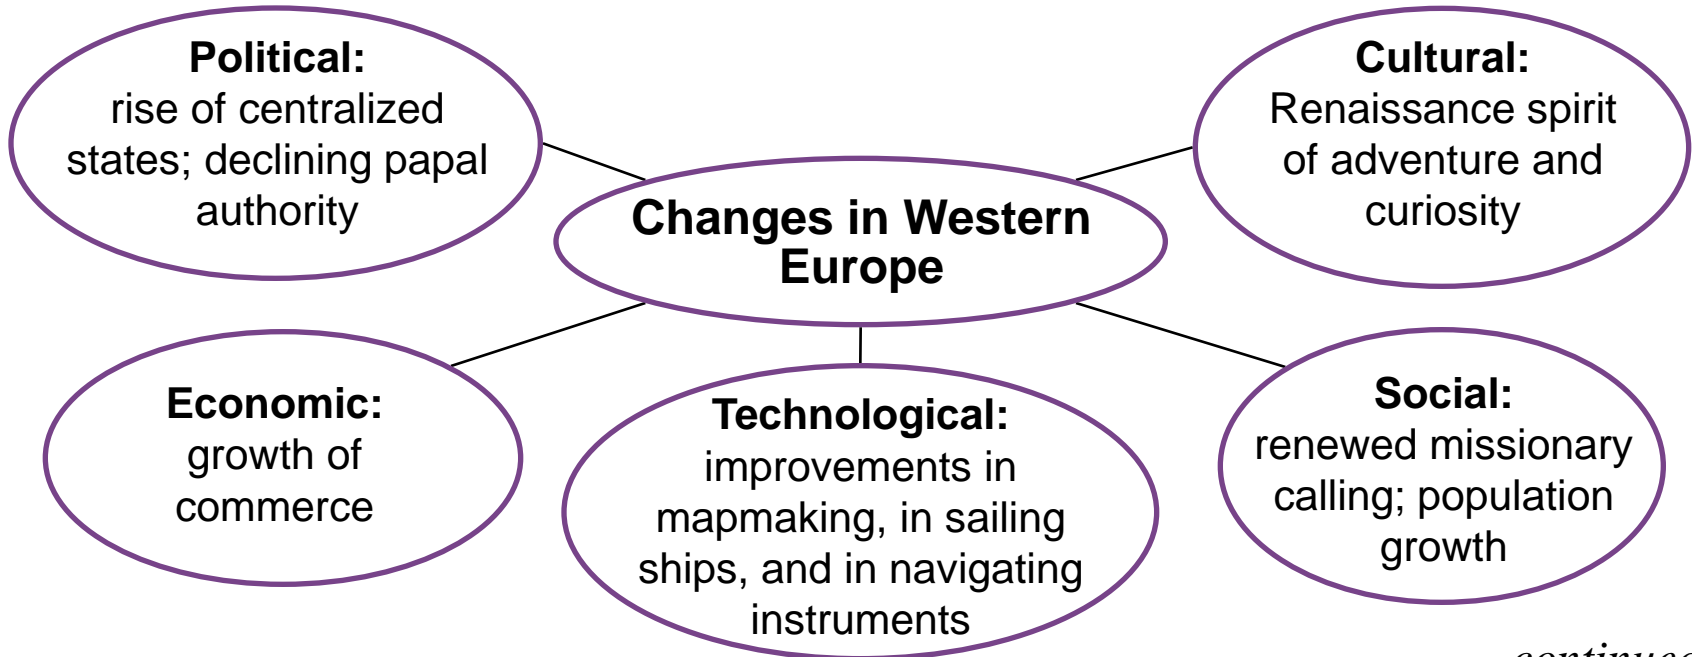 Political:
rise of centralized
states; declining papal
authority
Cultural:
Renaissance spirit
of adventure and
curiosity
Changes in Western
Europe
Economic:
growth of
commerce
Technological:
improvements in
mapmaking, in sailing
ships, and in navigating
instruments
Social:
renewed missionary
calling; population
growth